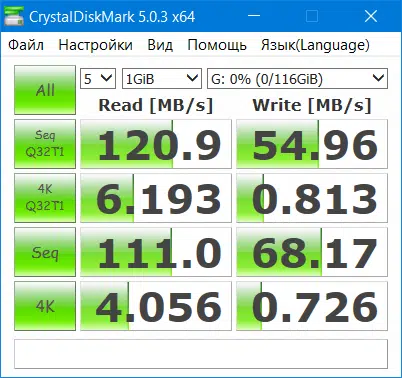 CrystalDiskMark 5.0.3 x64
Файл Настройки Вид Помощь Язык(Language)
All 5 1GiB G: 0% (0/116GiB)
Read [MB/s] Write [MB/s]
Seq Q32T1 120.9 54.96
4K Q32T1 6.193 0.813
Seq 111.0 68.17
4K 4.056 0.726